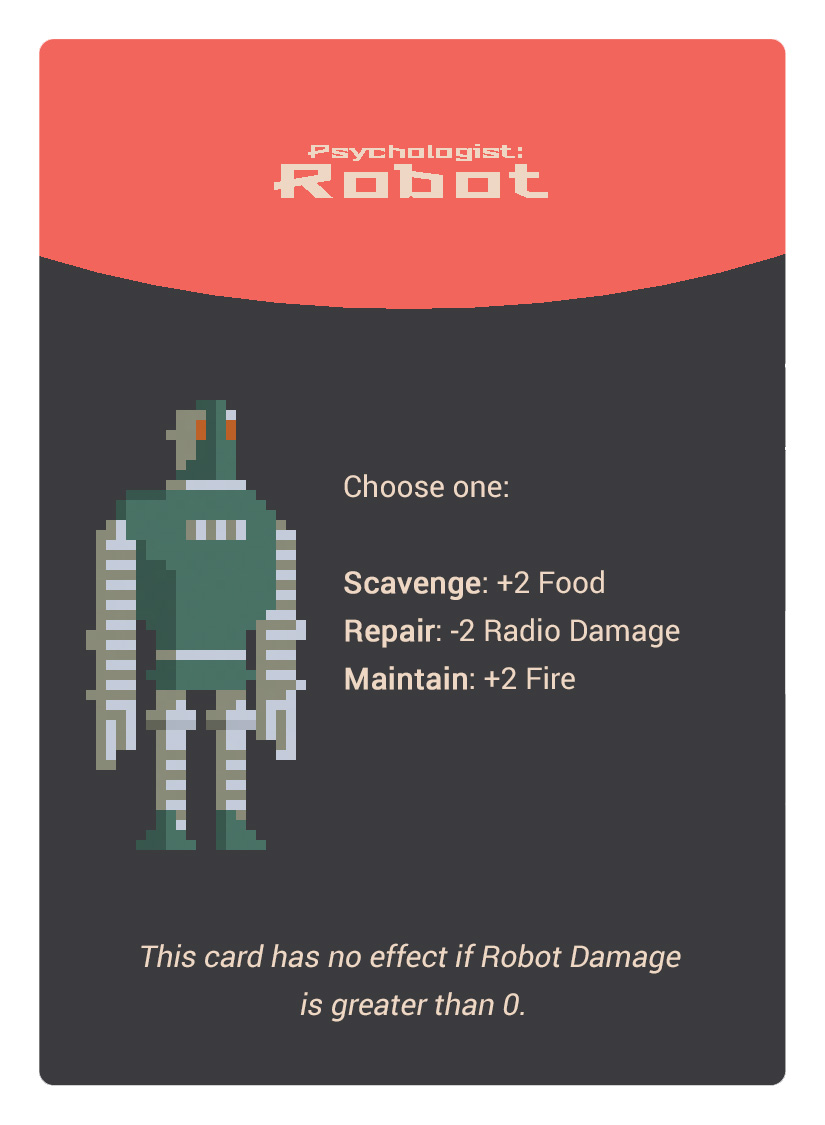 Psychologist:
Robot
Choose one:
Scavenge: +2 Food
Repair: -2 Radio Damage
Maintain: +2 Fire
This card has no effect if Robot Damage
is greater than 0.